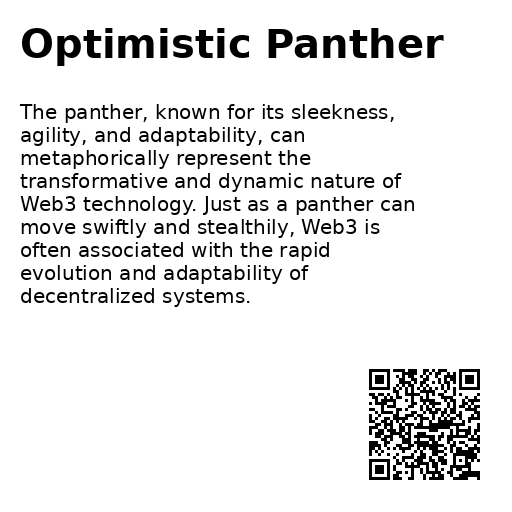 Optimistic Panther
The panther, known for its sleekness,
agility, and adaptability, can
metaphorically represent the
transformative and dynamic nature of
Web3 technology. Just as a panther can
move swiftly and stealthily, Web3 is
often associated with the rapid
evolution and adaptability of
decentralized systems.